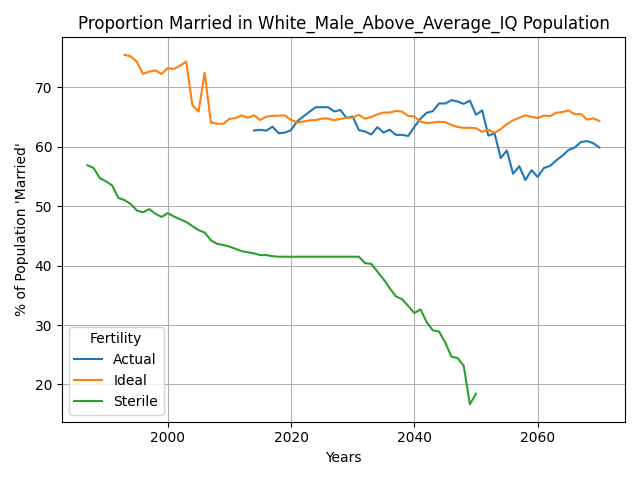 Proportion Married in White_Male_Above_Average_IQ Population
% of Population 'Married'
70
60
50
40
30
20
Fertility
Actual
Ideal
Sterile
2000
2020
2040
2060
Years